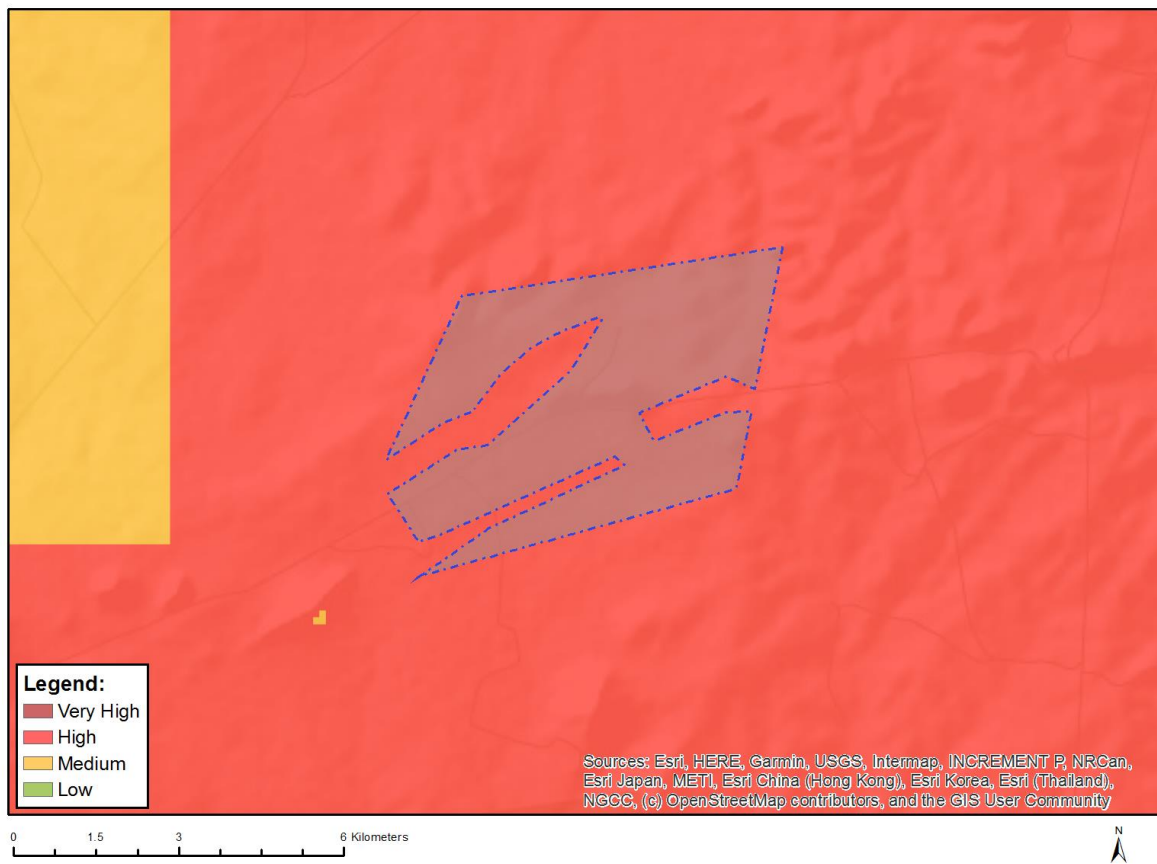 Legend:
Very High
High
Medium
Low
Sources: Esri, HERE, Garmin, USGS, Intermap, INCREMENT P, NRCan,
Esri Japan, METI, Esri China (Hong Kong), Esri Korea, Esri (Thailand),
NGCC, (c) OpenStreetMap contributors, and the GIS User Community
0 1.5 3 6 Kilometers
N